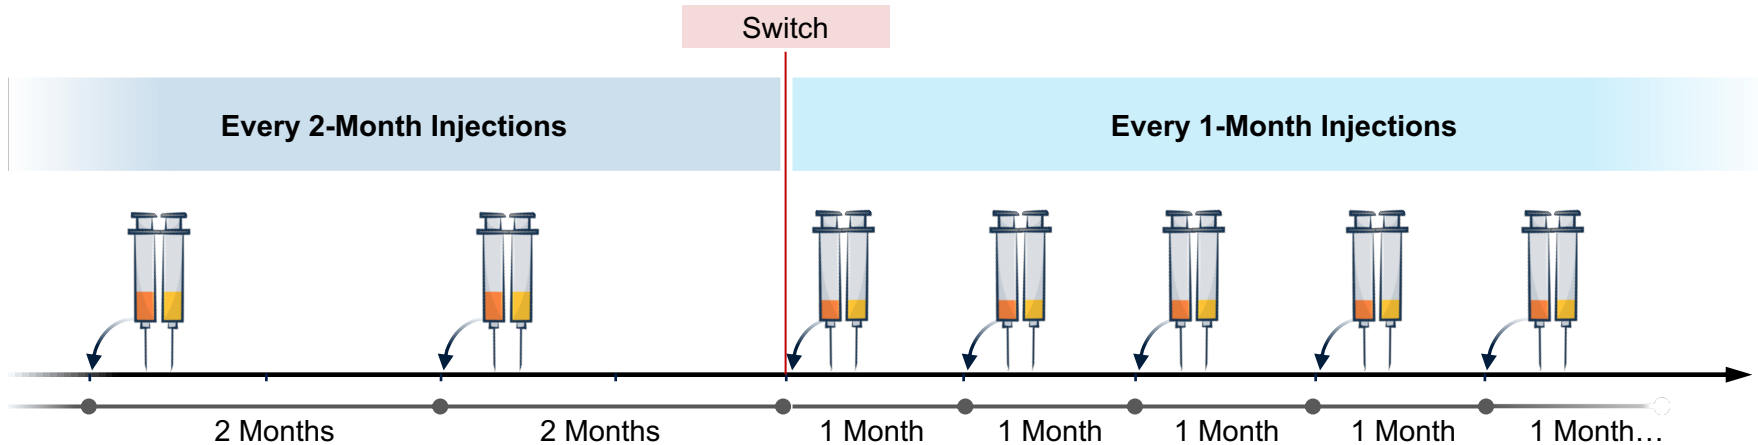 Switch
Every 2-Month Injections
Every 1-Month Injections
2 Months
2 Months
1 Month
1 Month
1 Month
1 Month
1 Month…